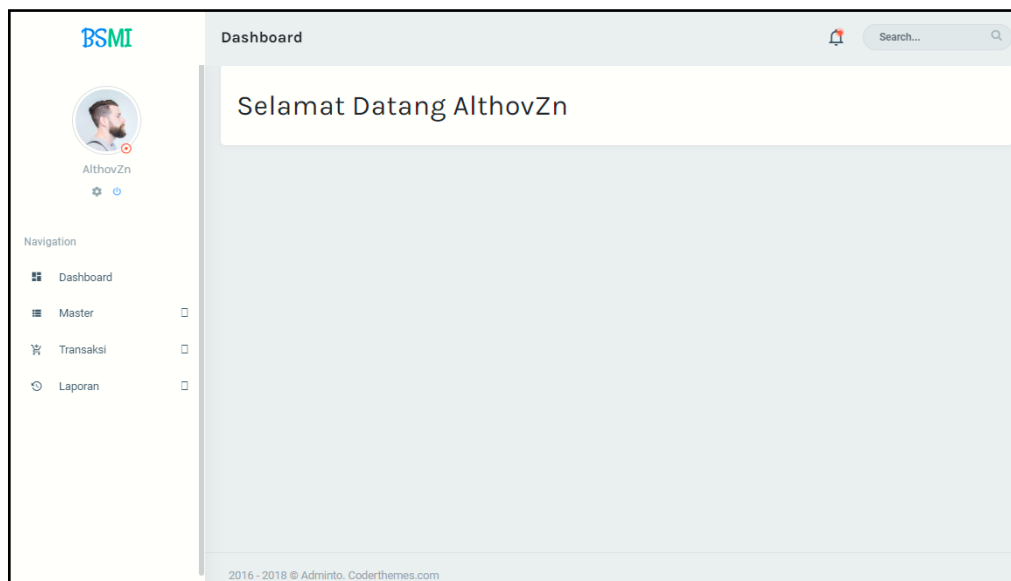 BSMI
Dashboard
Search...
Selamat Datang AlthovZn
AlthovZn
Navigation
Dashboard
Master
Transaksi
Laporan
2016 - 2018 © Adminto. Coderthemes.com